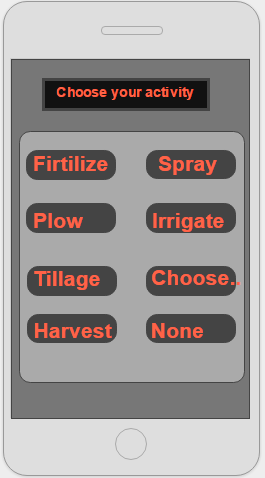 Choose your activity
Firtilize
Spray
Plow
Irrigate
Tillage
Choose..
Harvest
None